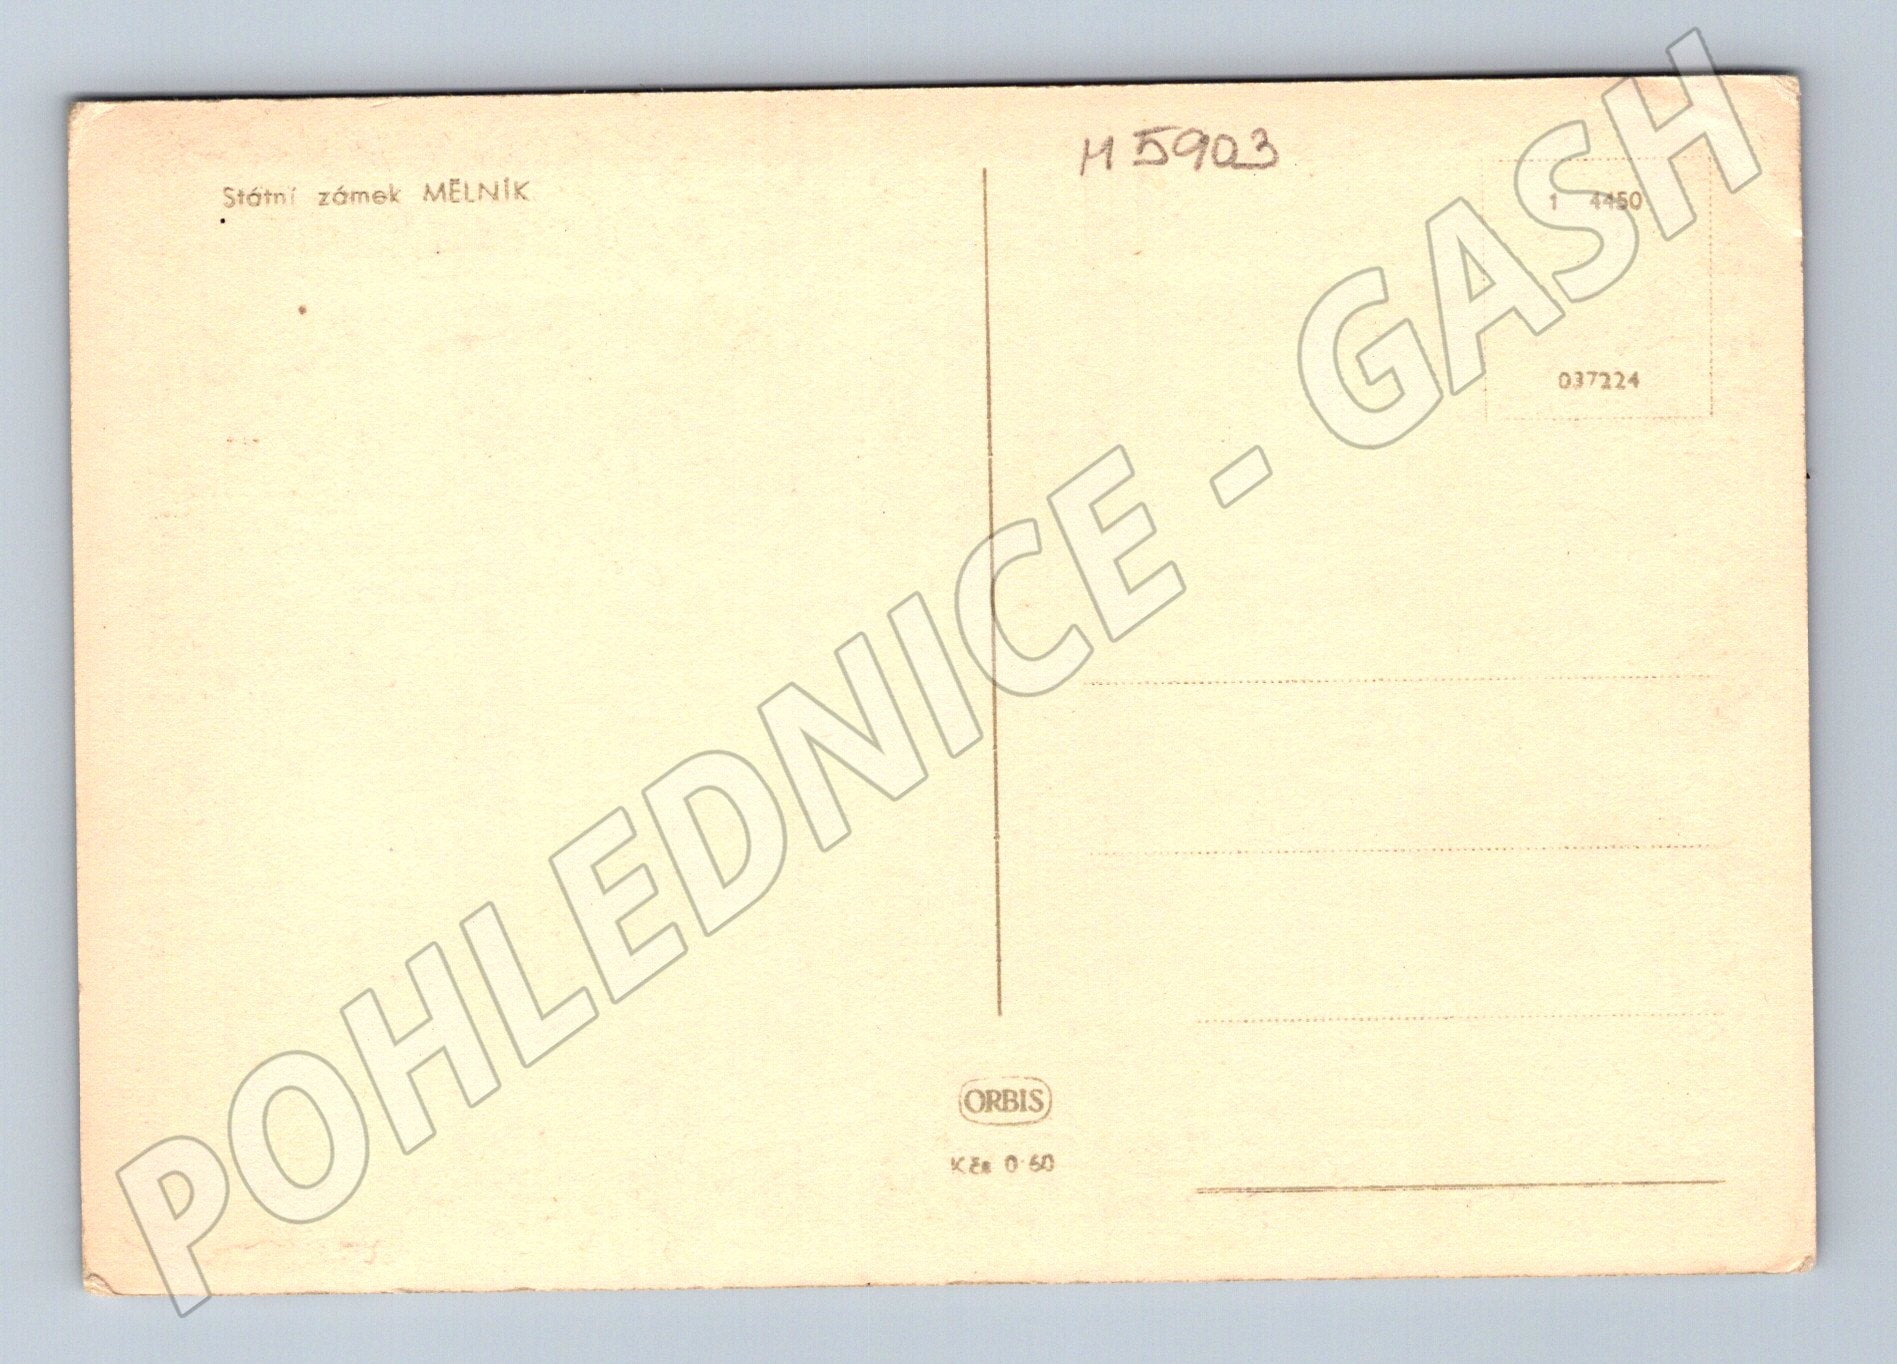 Státní zámek MĚLNÍK
M 5903
1 4450
037224
ORBIS
Kčs 0·60
POHLEDNICE - GASH